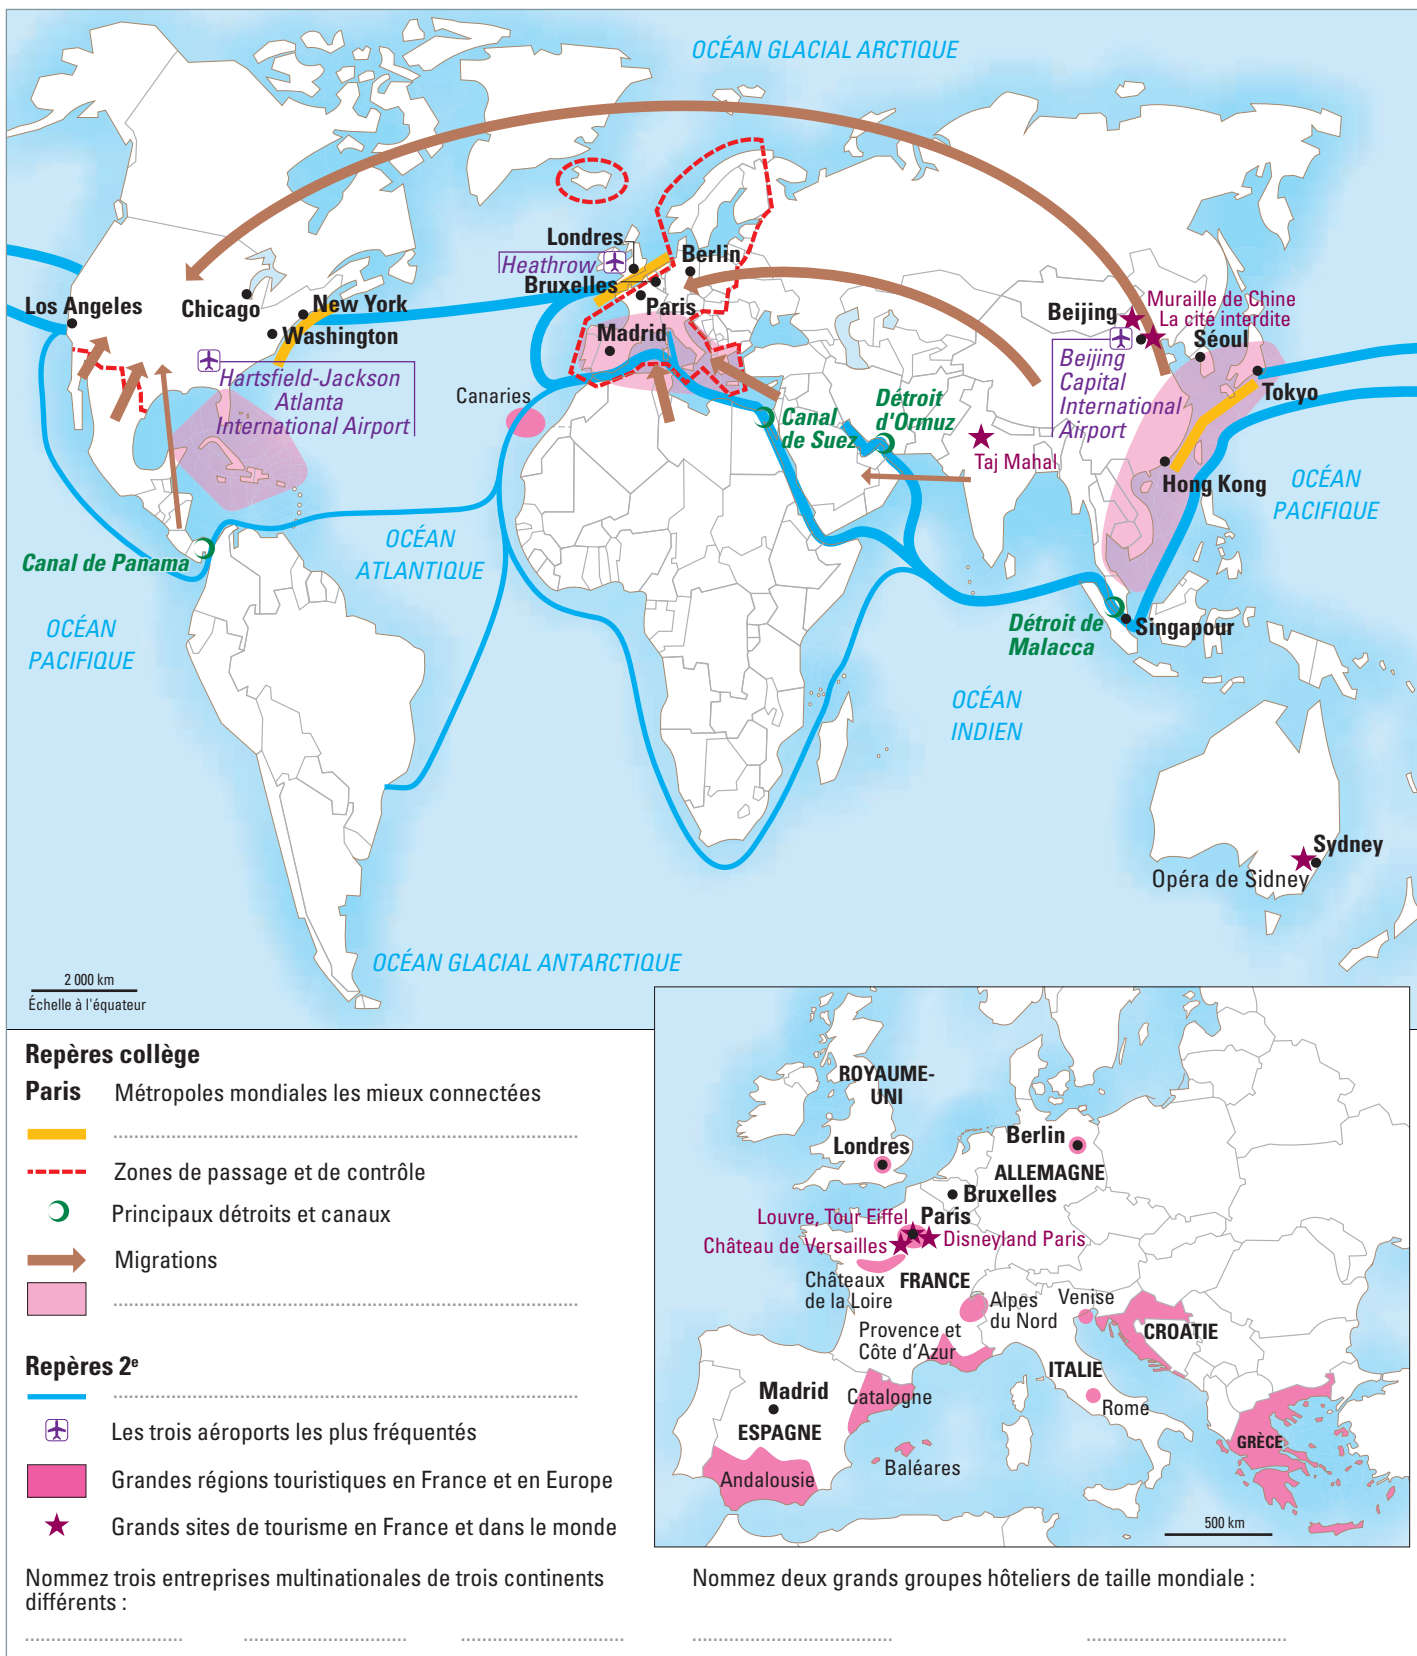 OCÉAN GLACIAL ARCTIQUE
Londres
Heathrow
Berlin
Bruxelles
Paris
Madrid
Los Angeles
Chicago
New York
Washington
Hartsfield-Jackson
Atlanta
International Airport
Canaries
Canal
de Suez
Détroit
d'Ormuz
Taj Mahal
Muraille de Chine
La cité interdite
Beijing
Séoul
Beijing
Capital
International
Airport
Tokyo
Hong Kong
OCÉAN
PACIFIQUE
Canal de Panama
OCÉAN
ATLANTIQUE
OCÉAN
PACIFIQUE
Détroit de
Malacca
Singapour
OCÉAN
INDIEN
Sydney
Opéra de Sidney
OCÉAN GLACIAL ANTARCTIQUE
2 000 km
Échelle à l'équateur
ROYAUME-
UNI
Londres
Berlin
ALLEMAGNE
Bruxelles
Louvre, Tour Eiffel
Paris
Château de Versailles
Disneyland Paris
Châteaux
de la Loire
FRANCE
Alpes
du Nord
Venise
Provence et
Côte d'Azur
CROATIE
ITALIE
Madrid
Catalogne
Rome
ESPAGNE
GRÈCE
Baléares
Andalousie
500 km
Repères collège
Paris Métropoles mondiales les mieux connectées
Zones de passage et de contrôle
Principaux détroits et canaux
Migrations
Repères 2e
Les trois aéroports les plus fréquentés
Grandes régions touristiques en France et en Europe
Grands sites de tourisme en France et dans le monde
Nommez trois entreprises multinationales de trois continents
différents :
Nommez deux grands groupes hôteliers de taille mondiale :